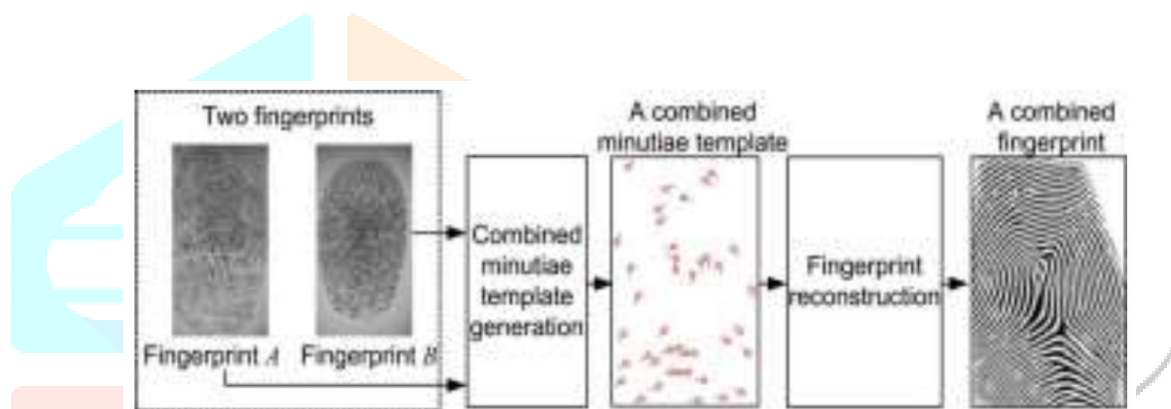 Two fingerprints
Fingerprint A
Fingerprint B
Combined
minutiae
template
generation
A combined
minutiae template
Fingerprint
reconstruction
A combined
fingerprint